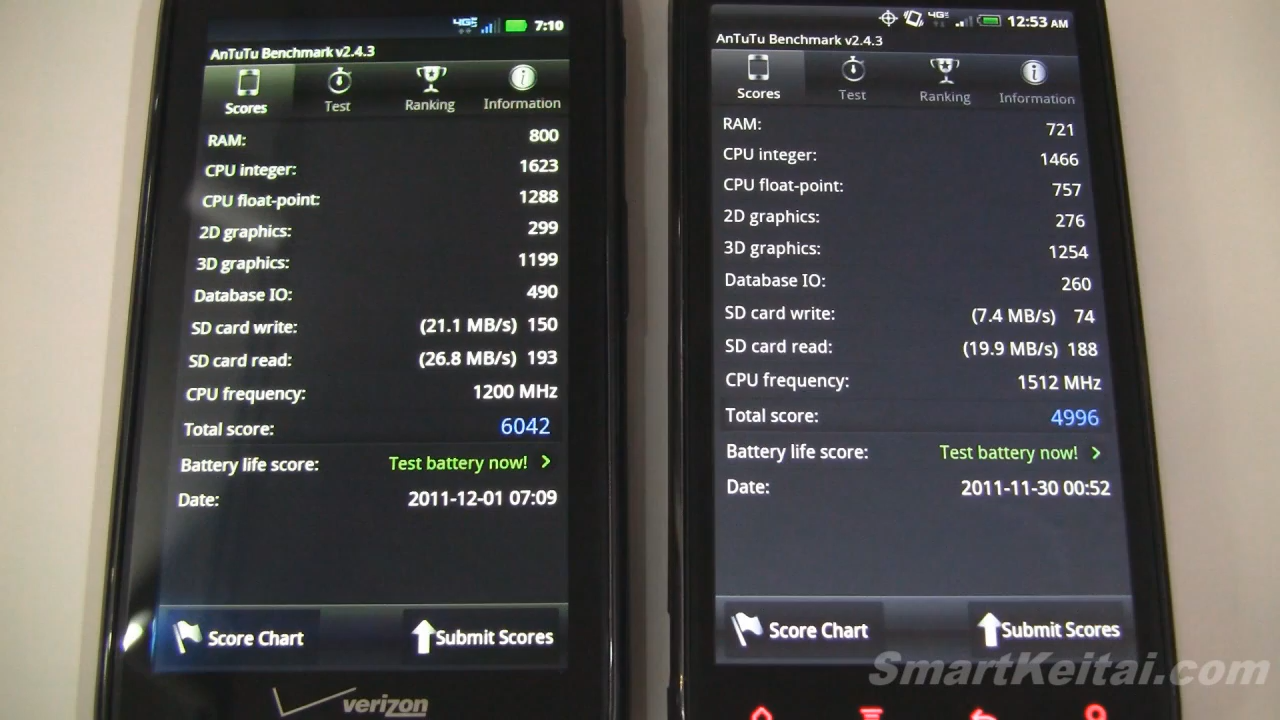 4G 7:10
AnTuTu Benchmark v2.4.3
Scores Test Ranking Information
RAM: 800
CPU integer: 1623
CPU float-point: 1288
2D graphics: 299
3D graphics: 1199
Database IO: 490
SD card write: (21.1 MB/s) 150
SD card read: (26.8 MB/s) 193
CPU frequency: 1200 MHz
Total score: 6042
Battery life score: Test battery now! >
Date: 2011-12-01 07:09
Score Chart Submit Scores
verizon
4G 12:53 AM
AnTuTu Benchmark v2.4.3
Scores Test Ranking Information
RAM: 721
CPU integer: 1466
CPU float-point: 757
2D graphics: 276
3D graphics: 1254
Database IO: 260
SD card write: (7.4 MB/s) 74
SD card read: (19.9 MB/s) 188
CPU frequency: 1512 MHz
Total score: 4996
Battery life score: Test battery now! >
Date: 2011-11-30 00:52
Score Chart Submit Scores
SmartKeitai.com